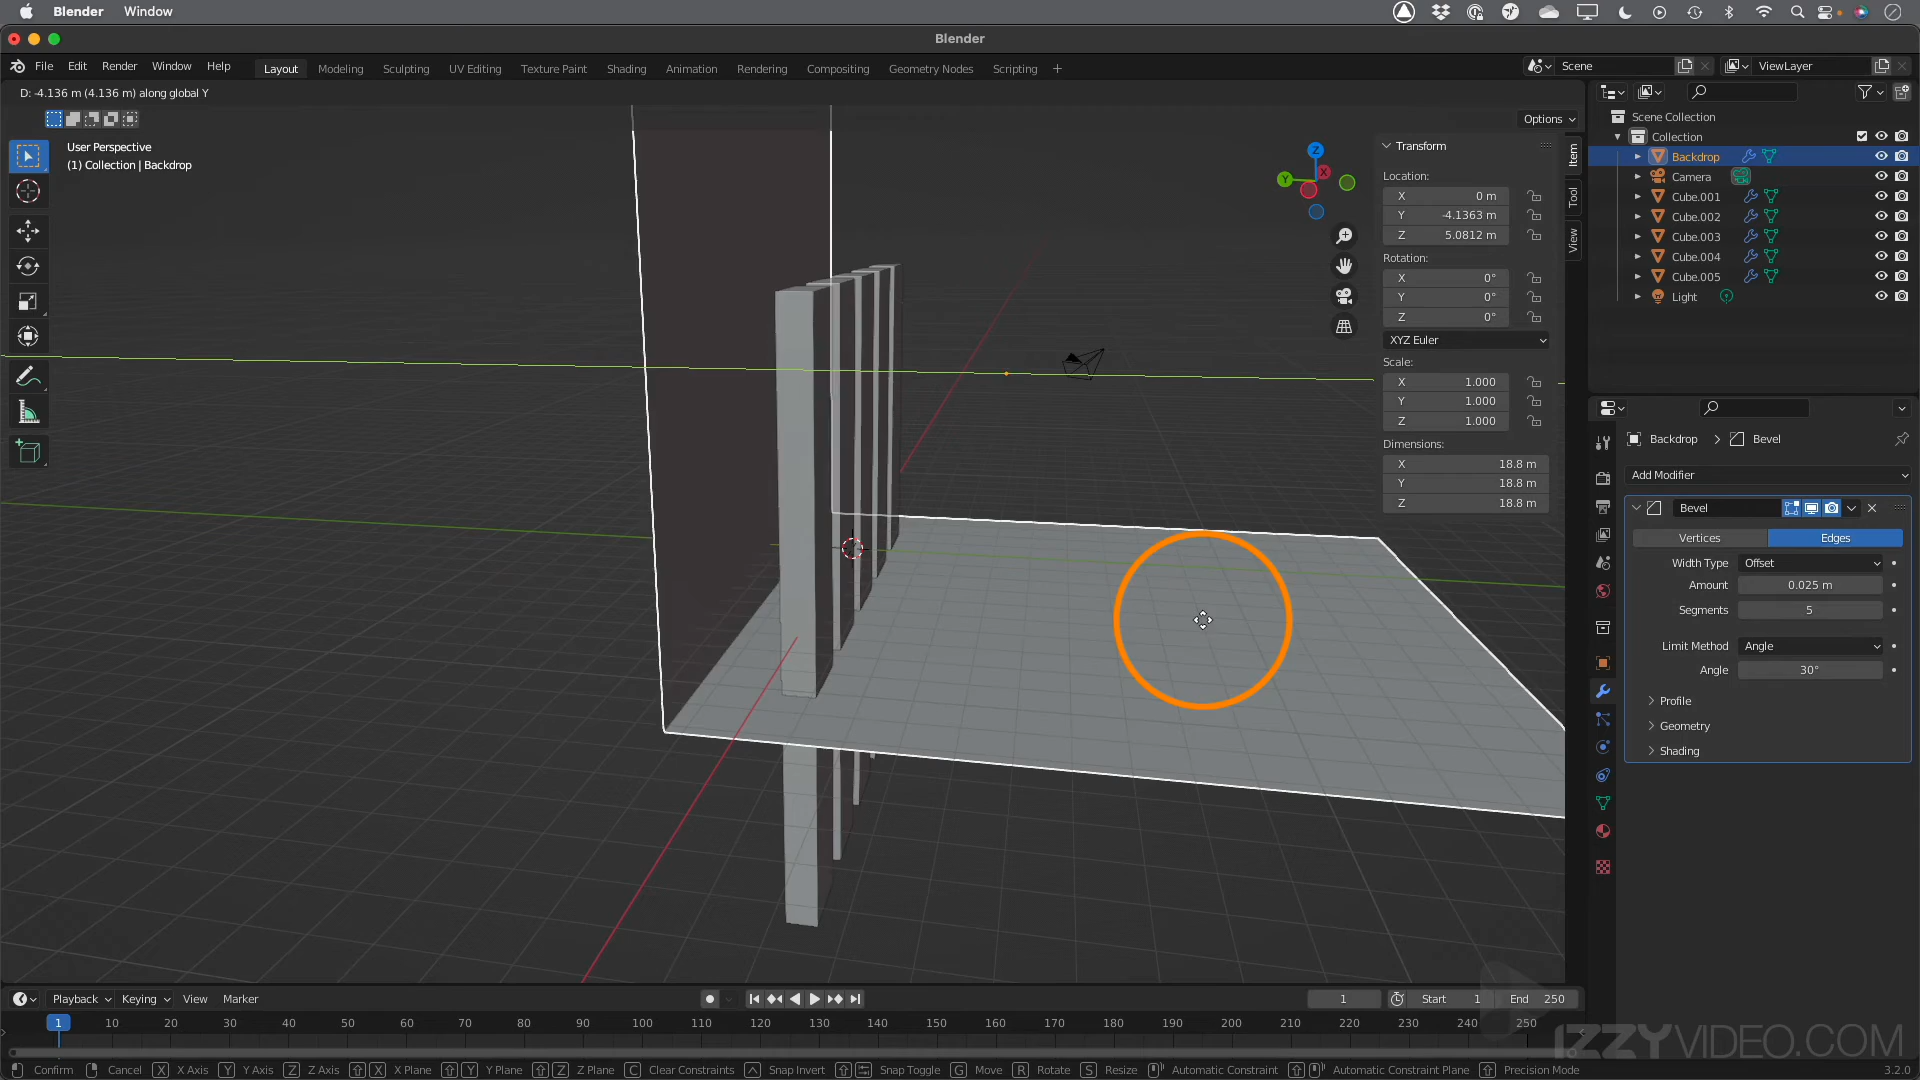 Blender Window
Blender
File Edit Render Window Help Layout Modeling Sculpting UV Editing Texture Paint Shading Animation Rendering Compositing Geometry Nodes Scripting + Scene ViewLayer
D: -4.136 m (4.136 m) along global Y
Options
User Perspective
(1) Collection | Backdrop
Z
Y
X
Transform
Location:
X 0 m
Y -4.1363 m
Z 5.0812 m
Rotation:
X 0°
Y 0°
Z 0°
XYZ Euler
Scale:
X 1.000
Y 1.000
Z 1.000
Dimensions:
X 18.8 m
Y 18.8 m
Z 18.8 m
Item
Tool
View
Scene Collection
Collection
Backdrop
Camera
Cube.001
Cube.002
Cube.003
Cube.004
Cube.005
Light
Backdrop > Bevel
Add Modifier
Bevel
Vertices Edges
Width Type Offset
Amount 0.025 m
Segments 5
Limit Method Angle
Angle 30°
Profile
Geometry
Shading
Playback Keying View Marker 1 Start 1 End 250
1 10 20 30 40 50 60 70 80 90 100 110 120 130 140 150 160 170 180 190 200 210 220 230 240 250
IZZYVIDEO.COM
Confirm Cancel X X Axis Y Y Axis Z Z Axis X X Plane Y Y Plane Z Z Plane C Clear Constraints Snap Invert Snap Toggle G Move R Rotate S Resize Automatic Constraint Automatic Constraint Plane Precision Mode 3.2.0